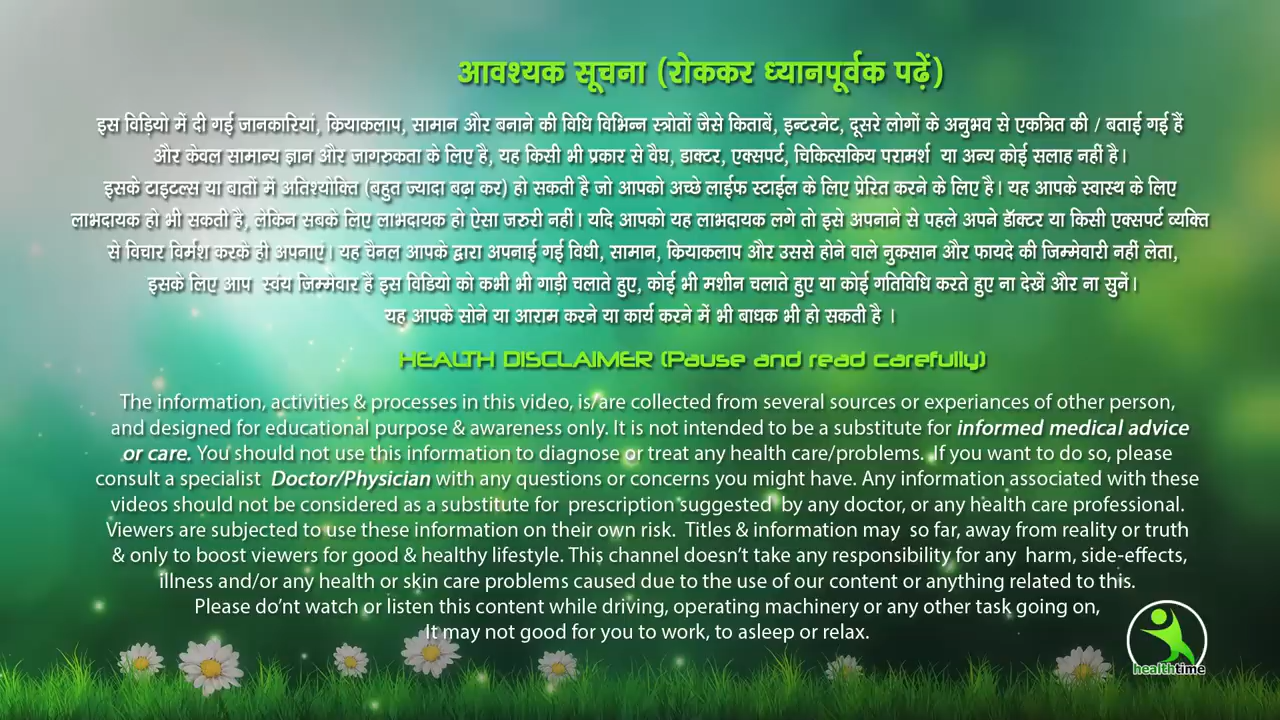 आवश्यक सूचना (रोककर ध्यानपूर्वक पढ़ें)
इस विड़ियो में दी गई जानकारियां, क्रियाकलाप, सामान और बनाने की विधि विभिन्न स्त्रोतों जैसे किताबें, इन्टरनेट, दूसरे लोगों के अनुभव से एकत्रित की / बताई गई हैं
और केवल सामान्य ज्ञान और जागरुकता के लिए है, यह किसी भी प्रकार से वैघ, डाक्टर, एक्सपर्ट, चिकित्सकिय परामर्श या अन्य कोई सलाह नहीं है।
इसके टाइटल्स या बातों में अतिश्योक्ति (बहुत ज्यादा बढ़ा कर) हो सकती है जो आपको अच्छे लाईफ स्टाईल के लिए प्रेरित करने के लिए है। यह आपके स्वास्थ के लिए
लाभदायक हो भी सकती है, लेकिन सबके लिए लाभदायक हो ऐसा जरुरी नहीं। यदि आपको यह लाभदायक लगे तो इसे अपनाने से पहले अपने डॉक्टर या किसी एक्सपर्ट व्यक्ति
से विचार विर्मश करके ही अपनाएं। यह चैनल आपके द्वारा अपनाई गई विधी, सामान, क्रियाकलाप और उससे होने वाले नुकसान और फायदे की जिम्मेवारी नहीं लेता,
इसके लिए आप स्वंय जिम्मेवार हैं इस विडियो को कभी भी गाड़ी चलाते हुए, कोई भी मशीन चलाते हुए या कोई गतिविधि करते हुए ना देखें और ना सुनें।
यह आपके सोने या आराम करने या कार्य करने में भी बाधक भी हो सकती है ।
HEALTH DISCLAIMER (Pause and read carefully)
The information, activities & processes in this video, is/are collected from several sources or experiances of other person,
and designed for educational purpose & awareness only. It is not intended to be a substitute for informed medical advice
or care. You should not use this information to diagnose or treat any health care/problems. If you want to do so, please
consult a specialist Doctor/Physician with any questions or concerns you might have. Any information associated with these
videos should not be considered as a substitute for prescription suggested by any doctor, or any health care professional.
Viewers are subjected to use these information on their own risk. Titles & information may so far, away from reality or truth
& only to boost viewers for good & healthy lifestyle. This channel doesn't take any responsibility for any harm, side-effects,
illness and/or any health or skin care problems caused due to the use of our content or anything related to this.
Please do'nt watch or listen this content while driving, operating machinery or any other task going on,
It may not good for you to work, to asleep or relax.
healthtime